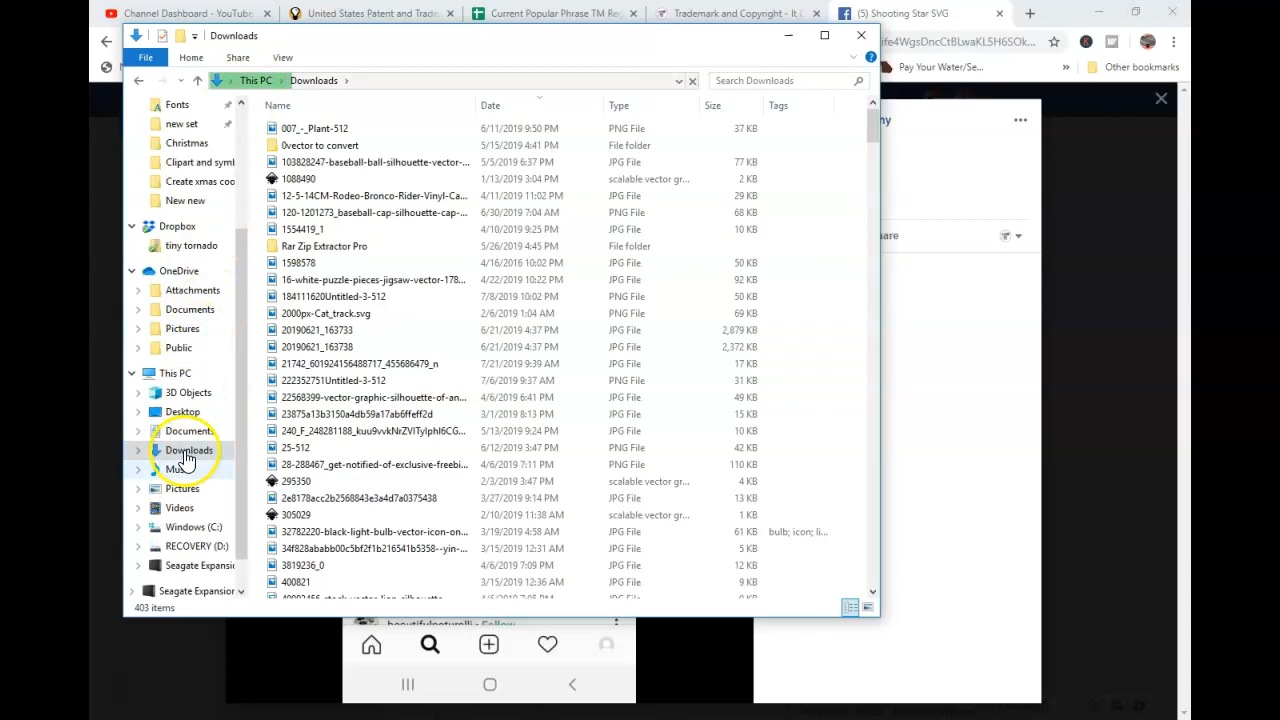 Channel Dashboard - YouTube
United States Patent and Trade
Current Popular Phrase TM Re
Trademark and Copyright - It
(5) Shooting Star SVG
Downloads
ife4WgsDncCtBLwaKL5H6SoK...
File Home Share View
Pay Your Water/Se...
Other bookmarks
This PC Downloads
Search Downloads
Name Date Type Size Tags
Fonts
new set
Christmas
Clipart and symb
Create xmas coo
New new
Dropbox
tiny tornado
OneDrive
Attachments
Documents
Pictures
Public
This PC
3D Objects
Desktop
Documents
Downloads
Music
Pictures
Videos
Windows (C:)
RECOVERY (D:)
Seagate Expansio
Seagate Expansion
007_-_Plant-512 6/11/2019 9:50 PM PNG File 37 KB
0vector to convert 5/15/2019 4:41 PM File folder
103828247-baseball-ball-silhouette-vector-... 5/5/2019 6:37 PM JPG File 77 KB
1088490 1/13/2019 3:04 PM scalable vector gr... 2 KB
12-5-14CM-Rodeo-Bronco-Rider-Vinyl-Ca... 4/11/2019 11:02 PM JPG File 29 KB
120-1201273_baseball-cap-silhouette-cap-... 6/30/2019 7:04 AM PNG File 68 KB
1554419_1 4/10/2019 9:25 PM JPG File 10 KB
Rar Zip Extractor Pro 5/26/2019 4:45 PM File folder
1598578 4/16/2016 10:02 PM JPG File 50 KB
16-white-puzzle-pieces-jigsaw-vector-178... 4/22/2019 10:22 PM JPG File 92 KB
184111620Untitled-3-512 7/8/2019 10:02 PM PNG File 50 KB
2000px-Cat_track.svg 2/6/2019 1:04 AM PNG File 69 KB
20190621_163733 6/21/2019 4:37 PM JPG File 2,879 KB
20190621_163738 6/21/2019 4:37 PM JPG File 2,372 KB
21742_601924156488717_455686479_n 7/21/2019 9:39 AM JPG File 17 KB
222352751Untitled-3-512 7/6/2019 9:37 AM PNG File 31 KB
22568399-vector-graphic-silhouette-of-an... 4/6/2019 6:41 PM JPG File 49 KB
23875a13b3150a4db59a17ab6ffeff2d 3/1/2019 8:13 PM JPG File 15 KB
240_F_248281188_kuu9vvkNrZVlTylphI6CG... 5/13/2019 9:24 PM JPG File 40 KB
25-512 6/12/2019 3:47 PM PNG File 42 KB
28-288467_get-notified-of-exclusive-freebi... 4/6/2019 7:11 PM PNG File 110 KB
295350 2/3/2019 3:47 PM scalable vector gr... 4 KB
2e8178acc2b2568843e3a4d7a0375438 3/27/2019 9:14 PM JPG File 13 KB
305029 2/10/2019 11:38 AM scalable vector gr... 1 KB
32782220-black-light-bulb-vector-icon-on... 3/19/2019 4:58 AM JPG File 61 KB bulb; icon; li...
34f828ababb00c5bf2f1b216541b5358--yin-... 3/15/2019 12:31 AM JPG File 5 KB
3819236_0 4/6/2019 7:09 PM JPG File 12 KB
400821 3/15/2019 12:36 AM JPG File 9 KB
403 items
ny
are